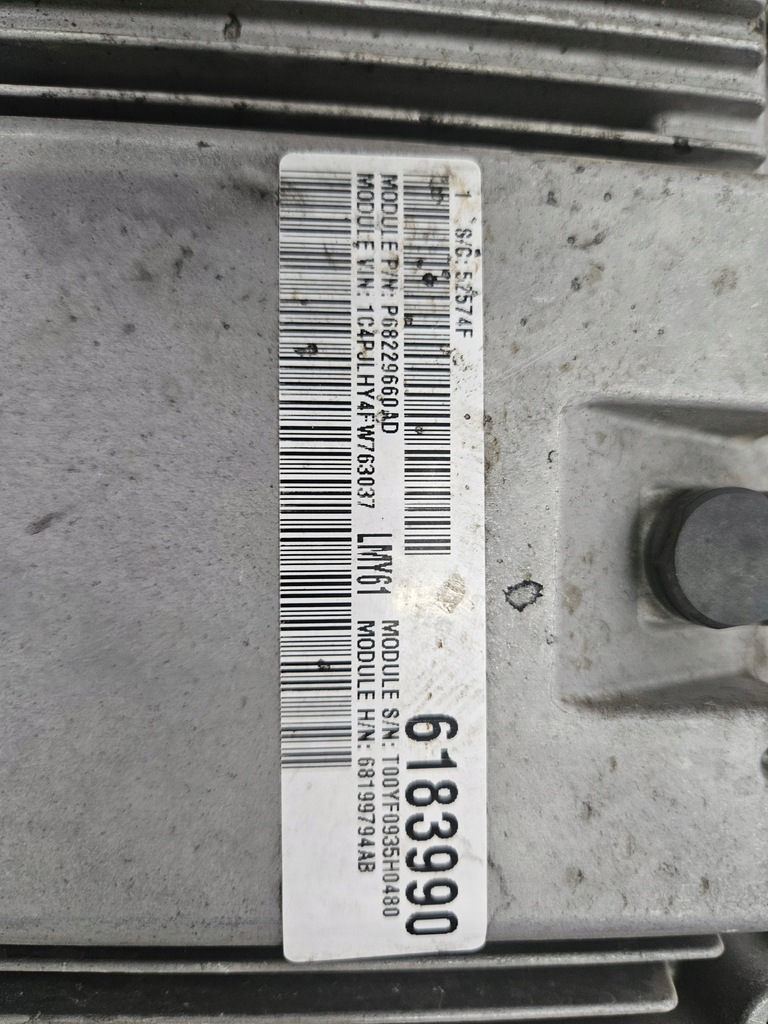 1 S/C: 52574F
6183990
MODULE P/N: P68229660AD MODULE S/N: T00YF0935H0480
MODULE VIN: 1C4PJLHY4FW763037 LMY61 MODULE H/N: 68199794AB